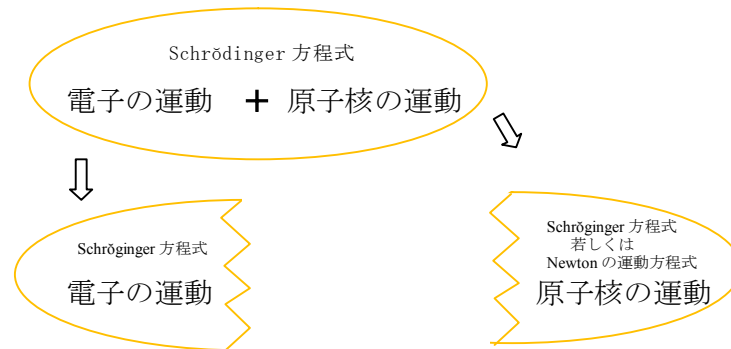 Schrŏdinger 方程式
電子の運動 + 原子核の運動
Schrŏginger 方程式
電子の運動
Schrŏginger 方程式
若しくは
Newton の運動方程式
原子核の運動